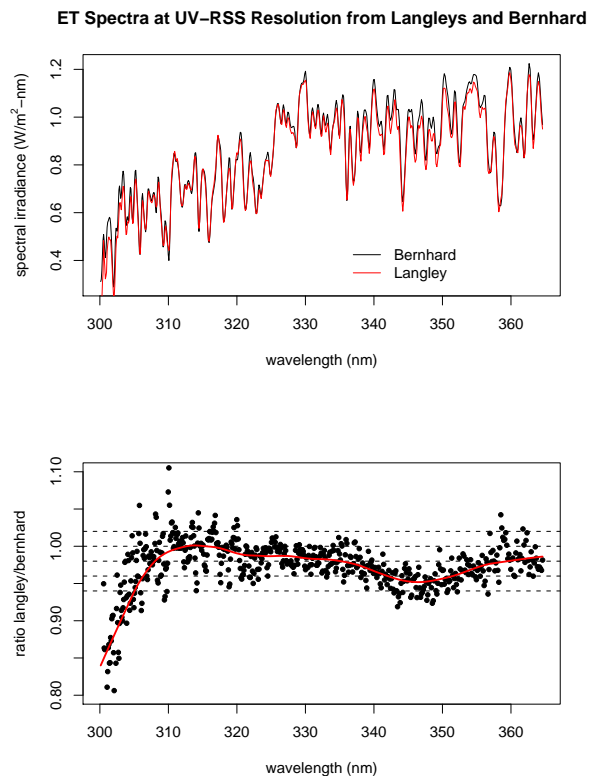 ET Spectra at UV−RSS Resolution from Langleys and Bernhard
spectral irradiance (W/m²−nm)
0.4 0.6 0.8 1.0 1.2
Bernhard
Langley
300 310 320 330 340 350 360
wavelength (nm)
ratio langley/bernhard
0.80 0.90 1.00 1.10
300 310 320 330 340 350 360
wavelength (nm)